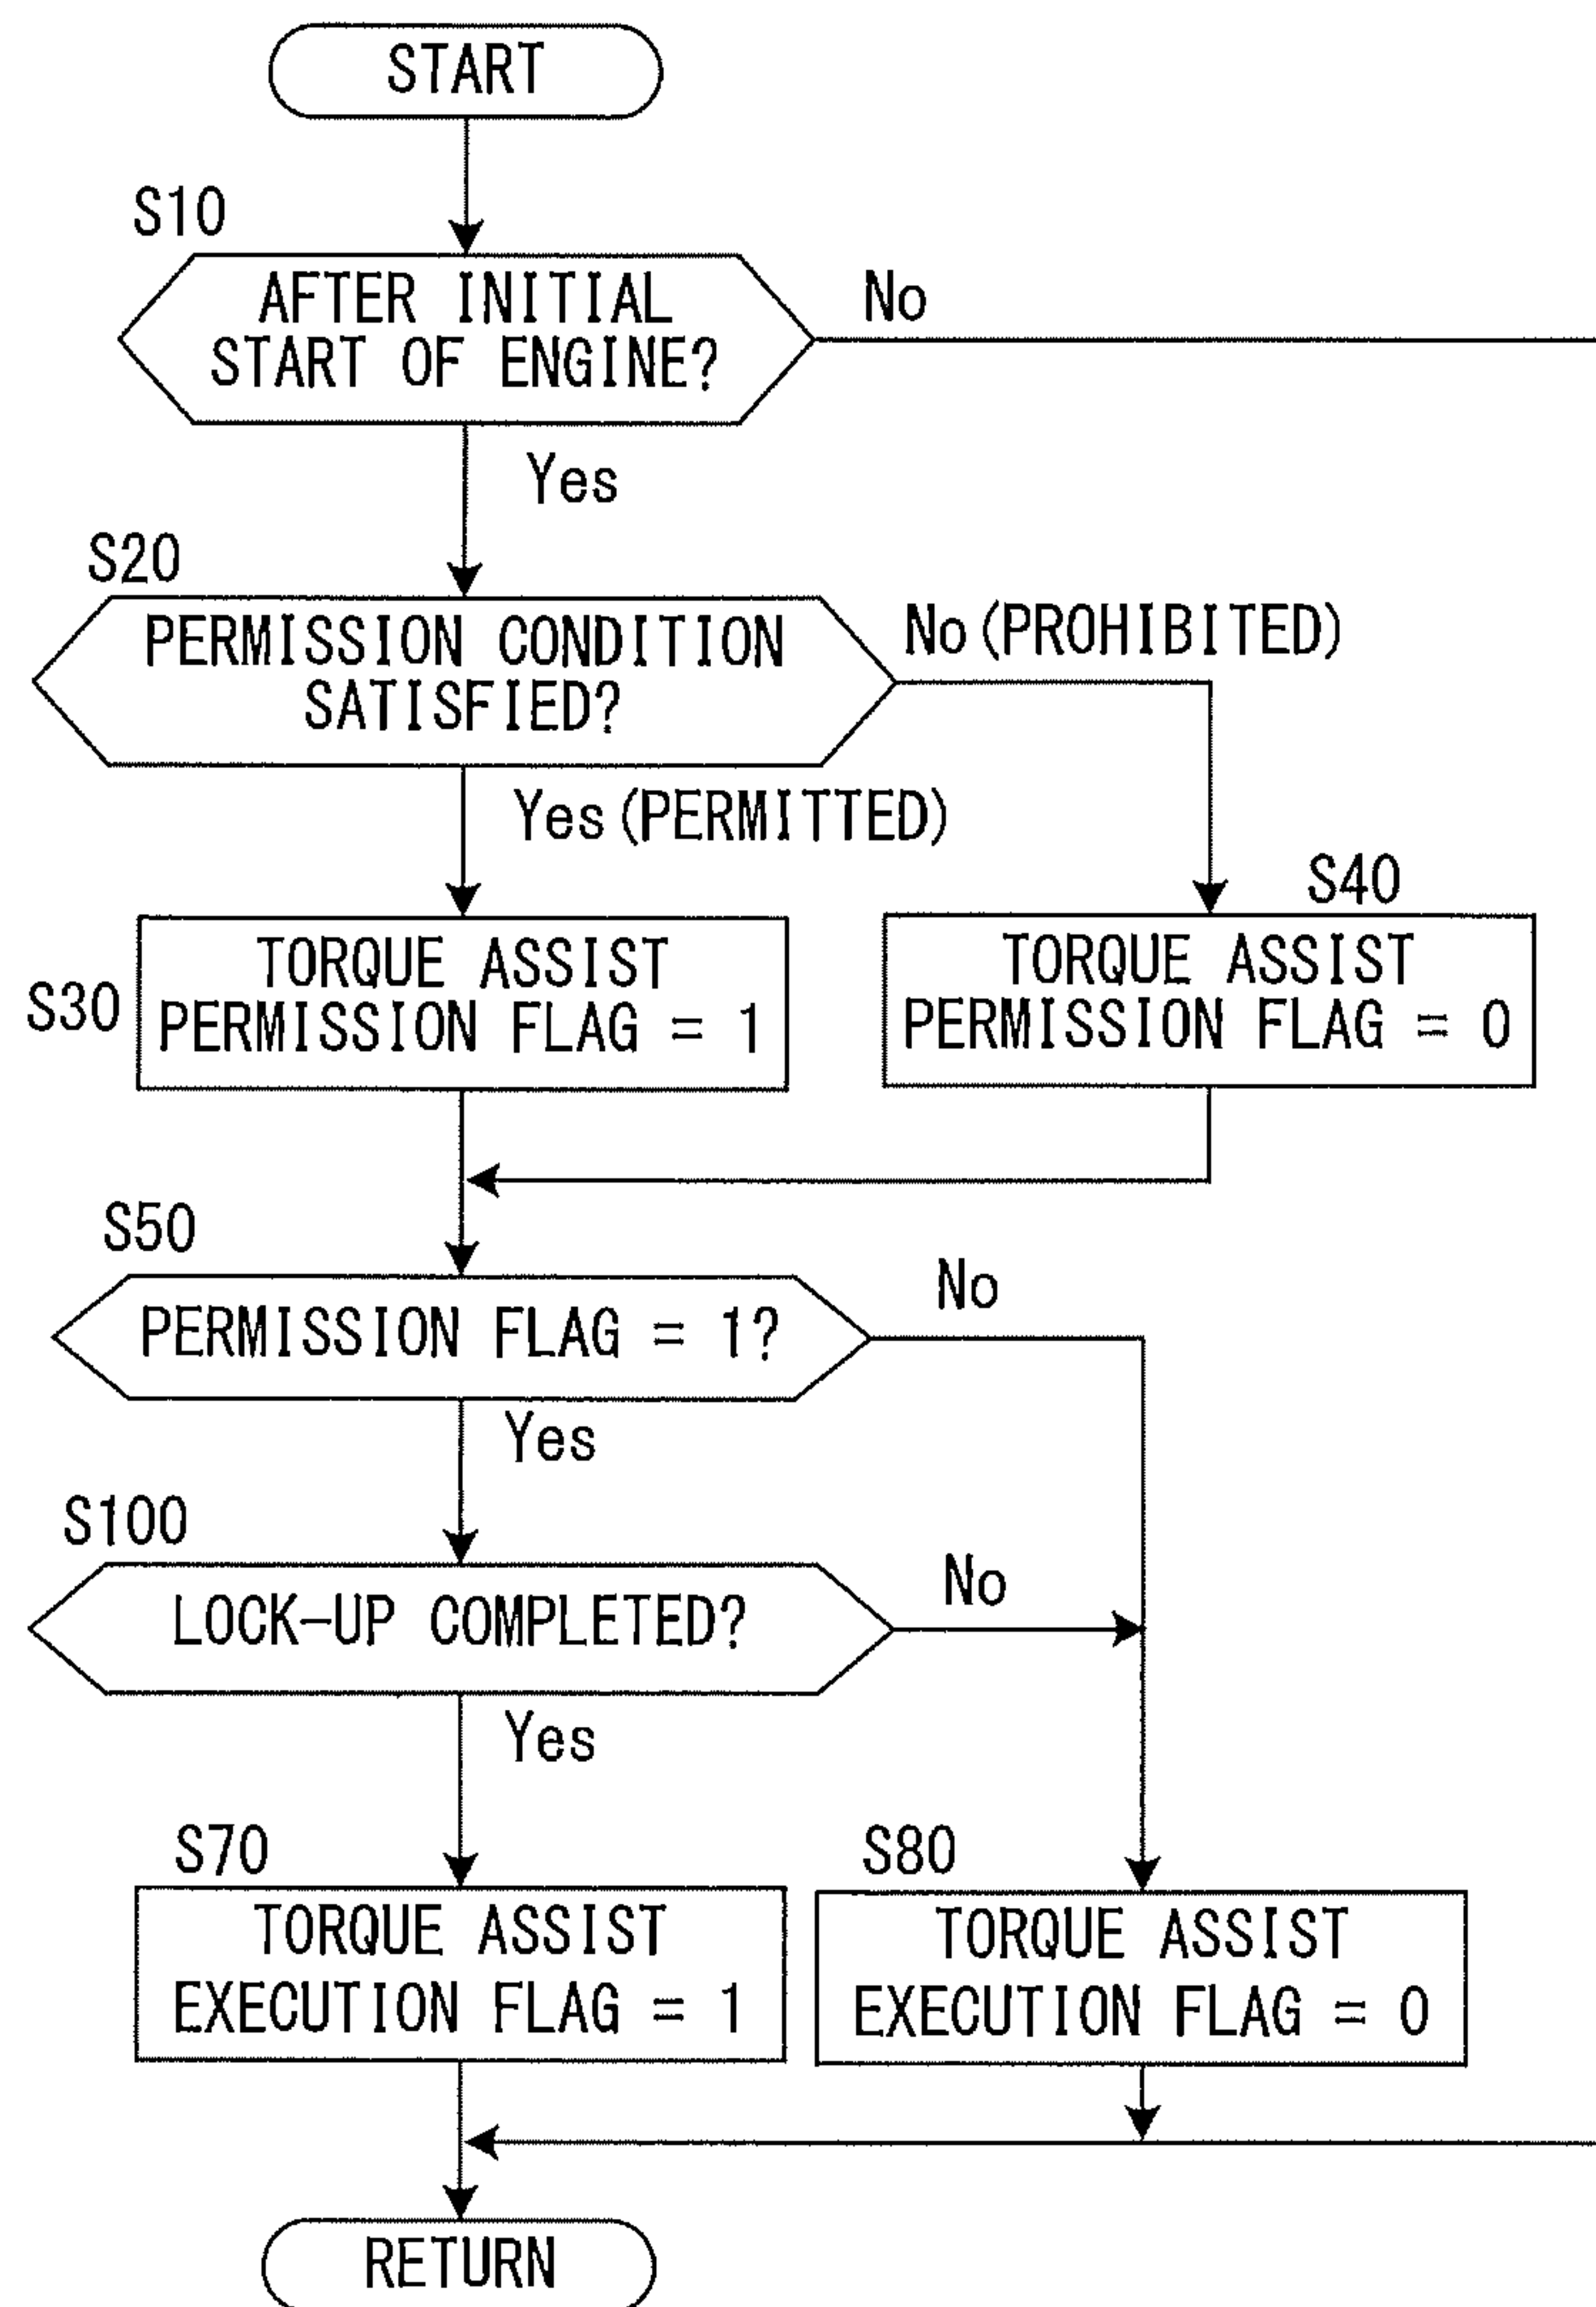 START
S10
AFTER INITIAL
START OF ENGINE?
No
Yes
S20
PERMISSION CONDITION
SATISFIED?
No (PROHIBITED)
Yes (PERMITTED)
S30
TORQUE ASSIST
PERMISSION FLAG = 1
S40
TORQUE ASSIST
PERMISSION FLAG = 0
S50
PERMISSION FLAG = 1?
No
Yes
S100
LOCK-UP COMPLETED?
No
Yes
S70
TORQUE ASSIST
EXECUTION FLAG = 1
S80
TORQUE ASSIST
EXECUTION FLAG = 0
RETURN